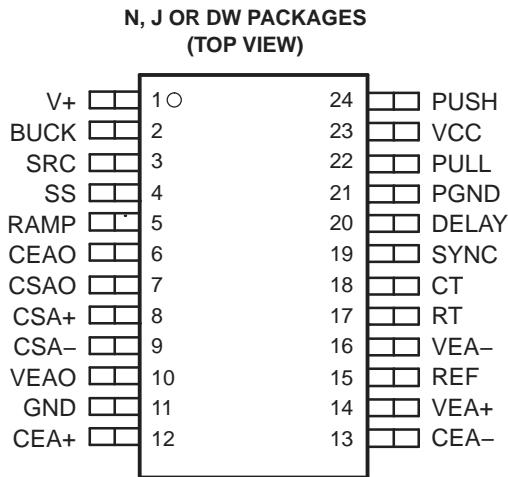 N, J OR DW PACKAGES
(TOP VIEW)
V+ 1 24 PUSH
BUCK 2 23 VCC
SRC 3 22 PULL
SS 4 21 PGND
RAMP 5 20 DELAY
CEAO 6 19 SYNC
CSAO 7 18 CT
CSA+ 8 17 RT
CSA– 9 16 VEA–
VEAO 10 15 REF
GND 11 14 VEA+
CEA+ 12 13 CEA–